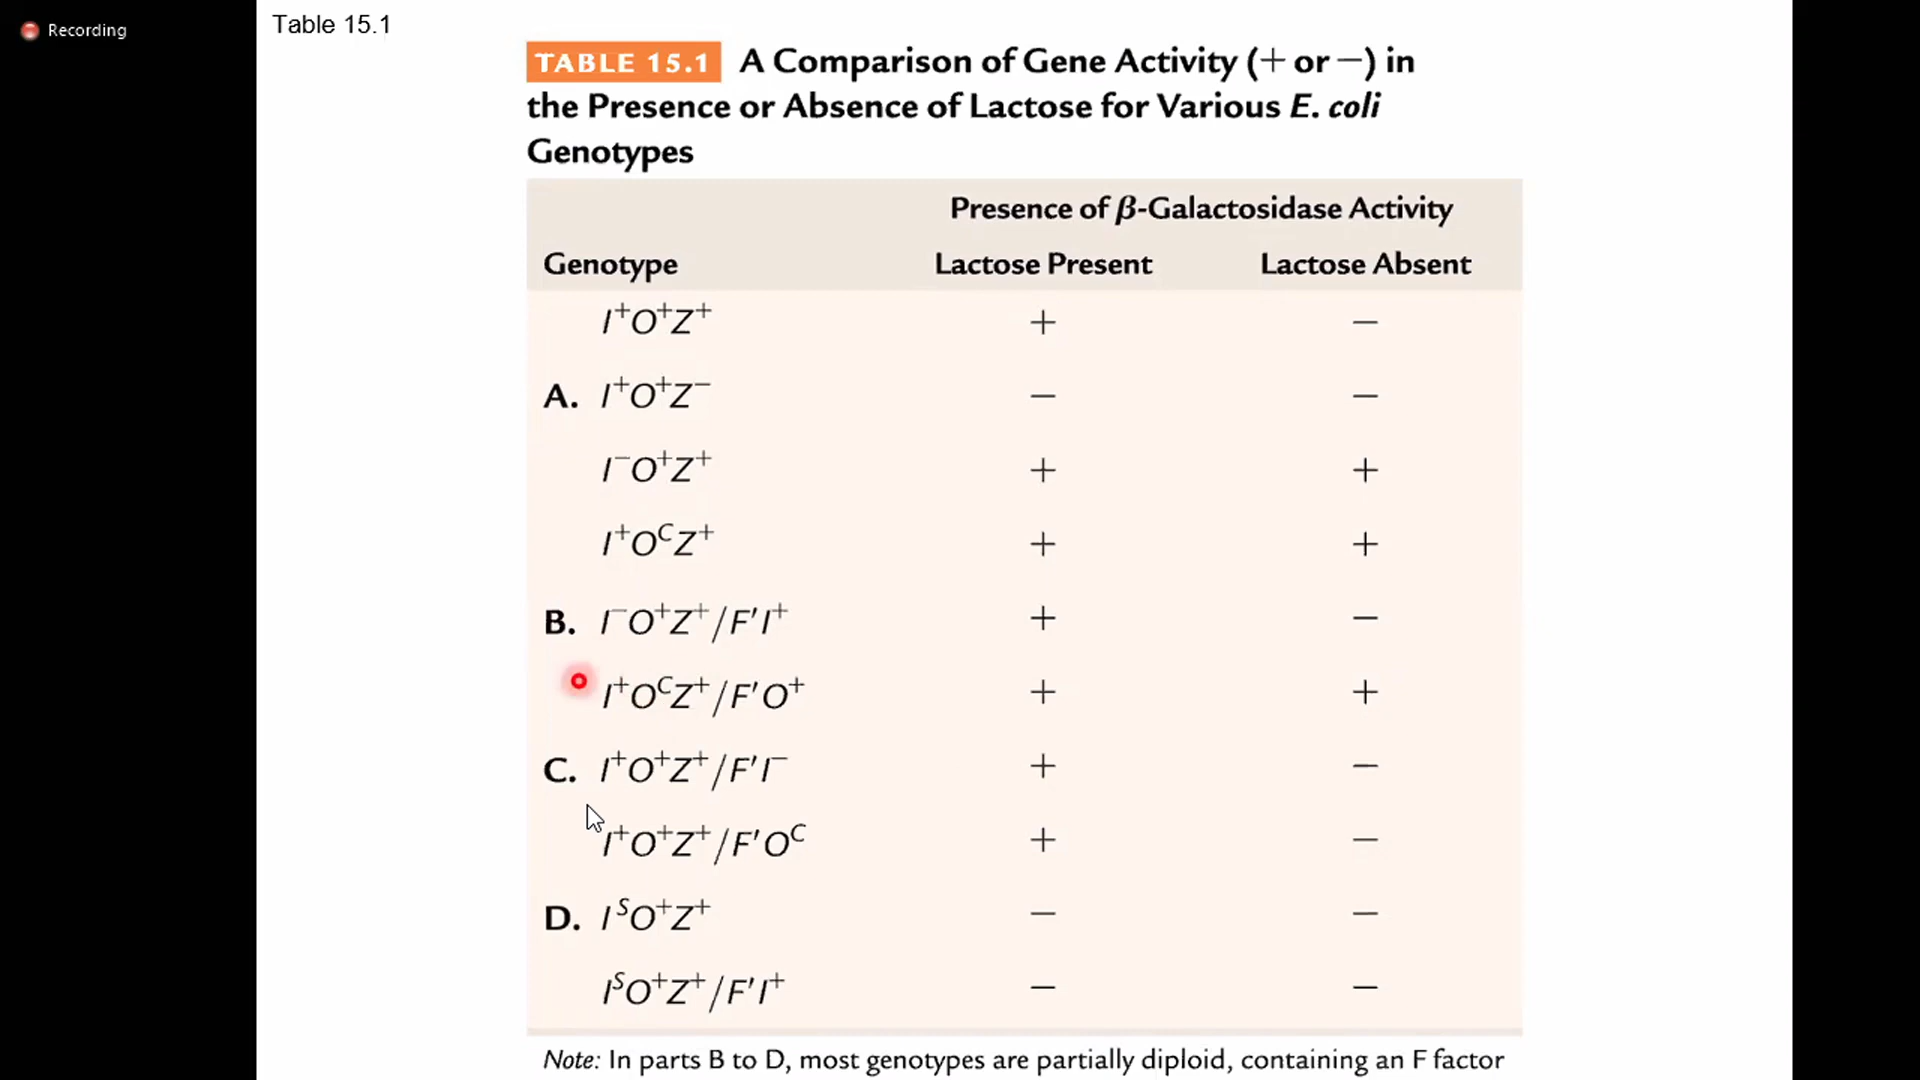 Recording
Table 15.1
TABLE 15.1 A Comparison of Gene Activity (+ or −) in
the Presence or Absence of Lactose for Various E. coli
Genotypes
Presence of β-Galactosidase Activity
Genotype Lactose Present Lactose Absent
I⁺O⁺Z⁺ + −
A. I⁺O⁺Z⁻ − −
I⁻O⁺Z⁺ + +
I⁺OᶜZ⁺ + +
B. I⁻O⁺Z⁺/F′I⁺ + −
I⁺OᶜZ⁺/F′O⁺ + +
C. I⁺O⁺Z⁺/F′I⁻ + −
I⁺O⁺Z⁺/F′Oᶜ + −
D. IˢO⁺Z⁺ − −
IˢO⁺Z⁺/F′I⁺ − −
Note: In parts B to D, most genotypes are partially diploid, containing an F factor